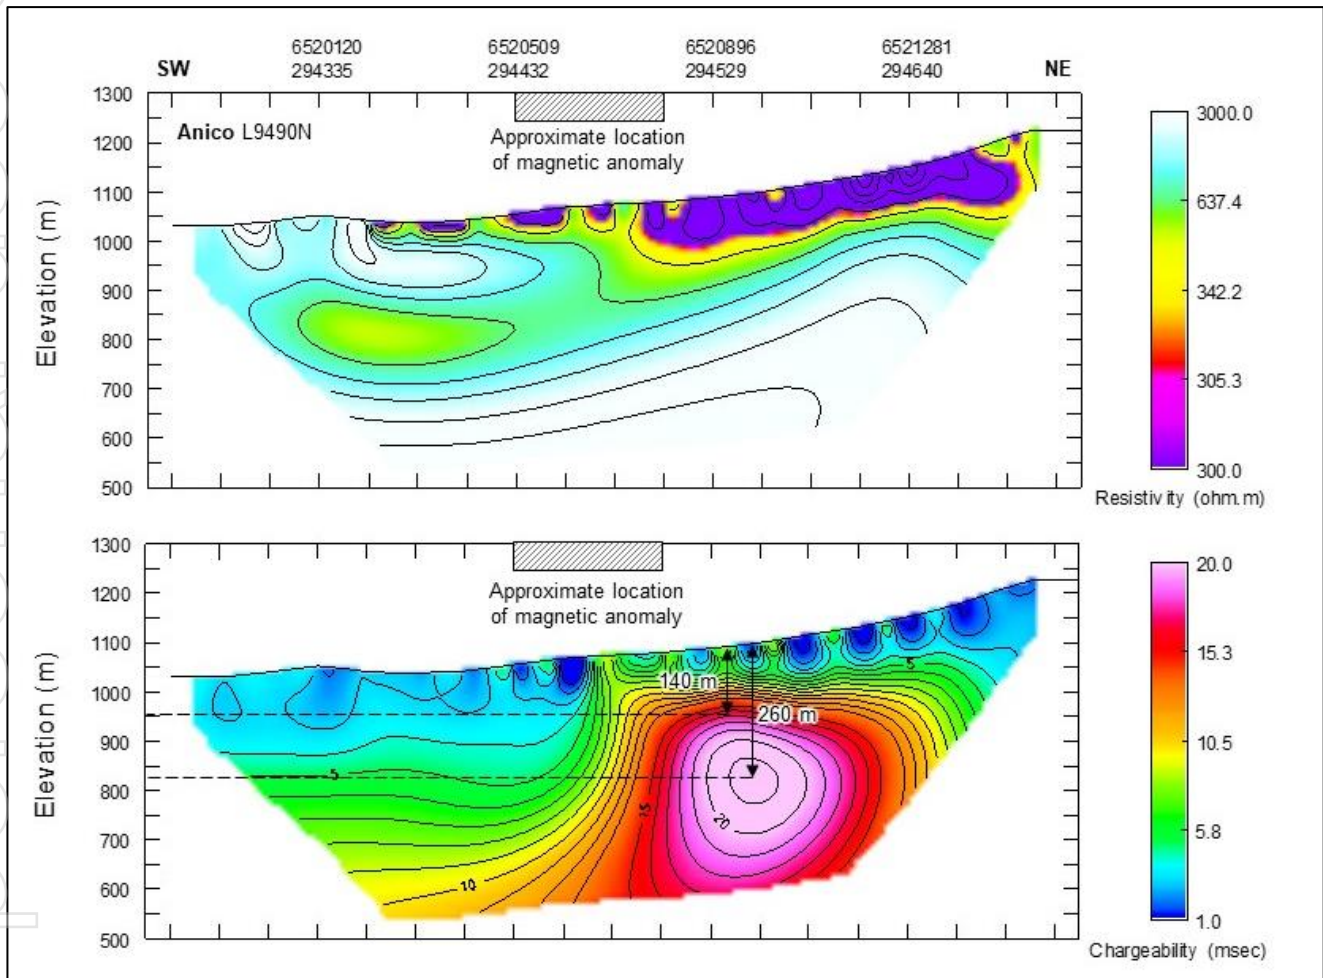 6520120 6520509 6520896 6521281
SW 294335 294432 294529 294640 NE
1300
Anico L9490N
Approximate location
of magnetic anomaly
1200
1100
1000
900
800
700
600
500
Elevation (m)
3000.0
637.4
342.2
305.3
300.0
Resistivity (ohm.m)
1300
Approximate location
of magnetic anomaly
1200
1100
1000
900
800
700
600
500
Elevation (m)
5
140 m
260 m
5
15
20
10
20.0
15.3
10.5
5.8
1.0
Chargeability (msec)